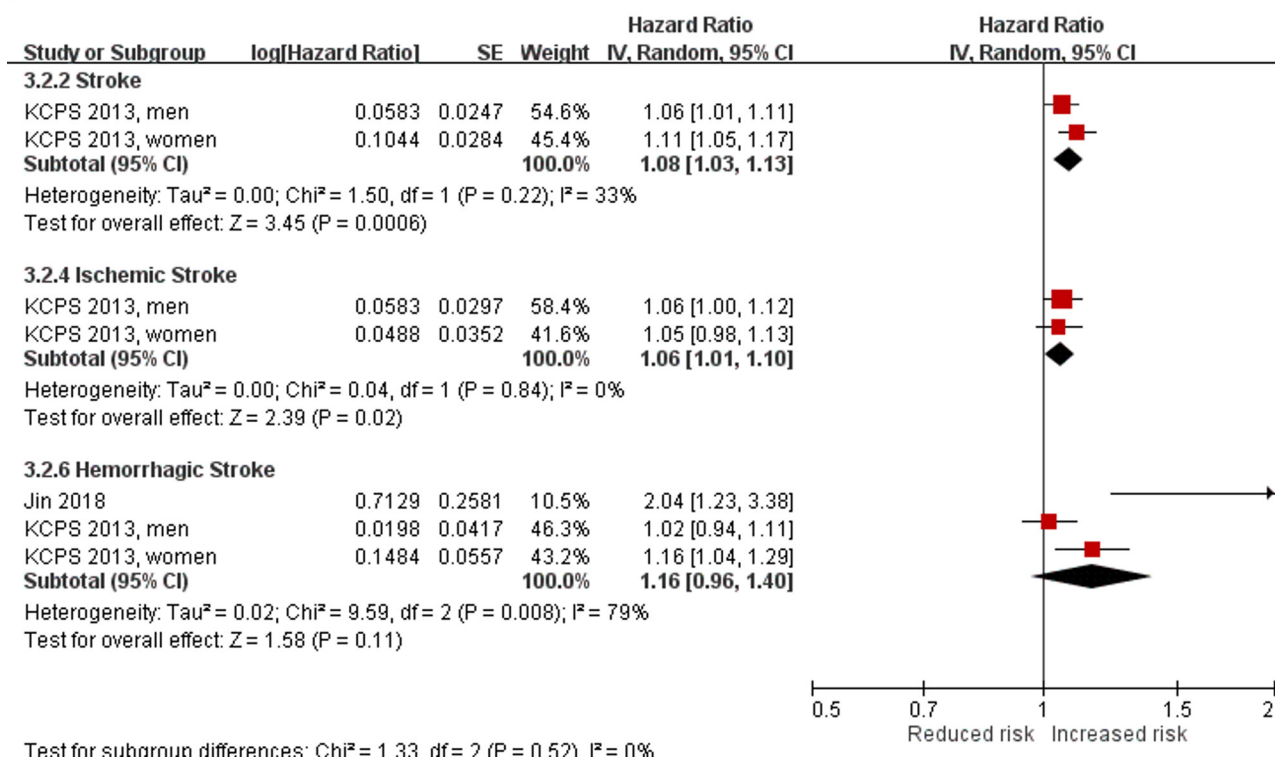 Hazard Ratio Hazard Ratio
Study or Subgroup log[Hazard Ratio] SE Weight IV, Random, 95% CI IV, Random, 95% CI
3.2.2 Stroke
KCPS 2013, men 0.0583 0.0247 54.6% 1.06 [1.01, 1.11]
KCPS 2013, women 0.1044 0.0284 45.4% 1.11 [1.05, 1.17]
Subtotal (95% CI) 100.0% 1.08 [1.03, 1.13]
Heterogeneity: Tau² = 0.00; Chi² = 1.50, df = 1 (P = 0.22); I² = 33%
Test for overall effect: Z = 3.45 (P = 0.0006)
3.2.4 Ischemic Stroke
KCPS 2013, men 0.0583 0.0297 58.4% 1.06 [1.00, 1.12]
KCPS 2013, women 0.0488 0.0352 41.6% 1.05 [0.98, 1.13]
Subtotal (95% CI) 100.0% 1.06 [1.01, 1.10]
Heterogeneity: Tau² = 0.00; Chi² = 0.04, df = 1 (P = 0.84); I² = 0%
Test for overall effect: Z = 2.39 (P = 0.02)
3.2.6 Hemorrhagic Stroke
Jin 2018 0.7129 0.2581 10.5% 2.04 [1.23, 3.38]
KCPS 2013, men 0.0198 0.0417 46.3% 1.02 [0.94, 1.11]
KCPS 2013, women 0.1484 0.0557 43.2% 1.16 [1.04, 1.29]
Subtotal (95% CI) 100.0% 1.16 [0.96, 1.40]
Heterogeneity: Tau² = 0.02; Chi² = 9.59, df = 2 (P = 0.008); I² = 79%
Test for overall effect: Z = 1.58 (P = 0.11)
0.5 0.7 1 1.5 2
Reduced risk Increased risk
Test for subgroup differences: Chi² = 1.33, df = 2 (P = 0.52), I² = 0%